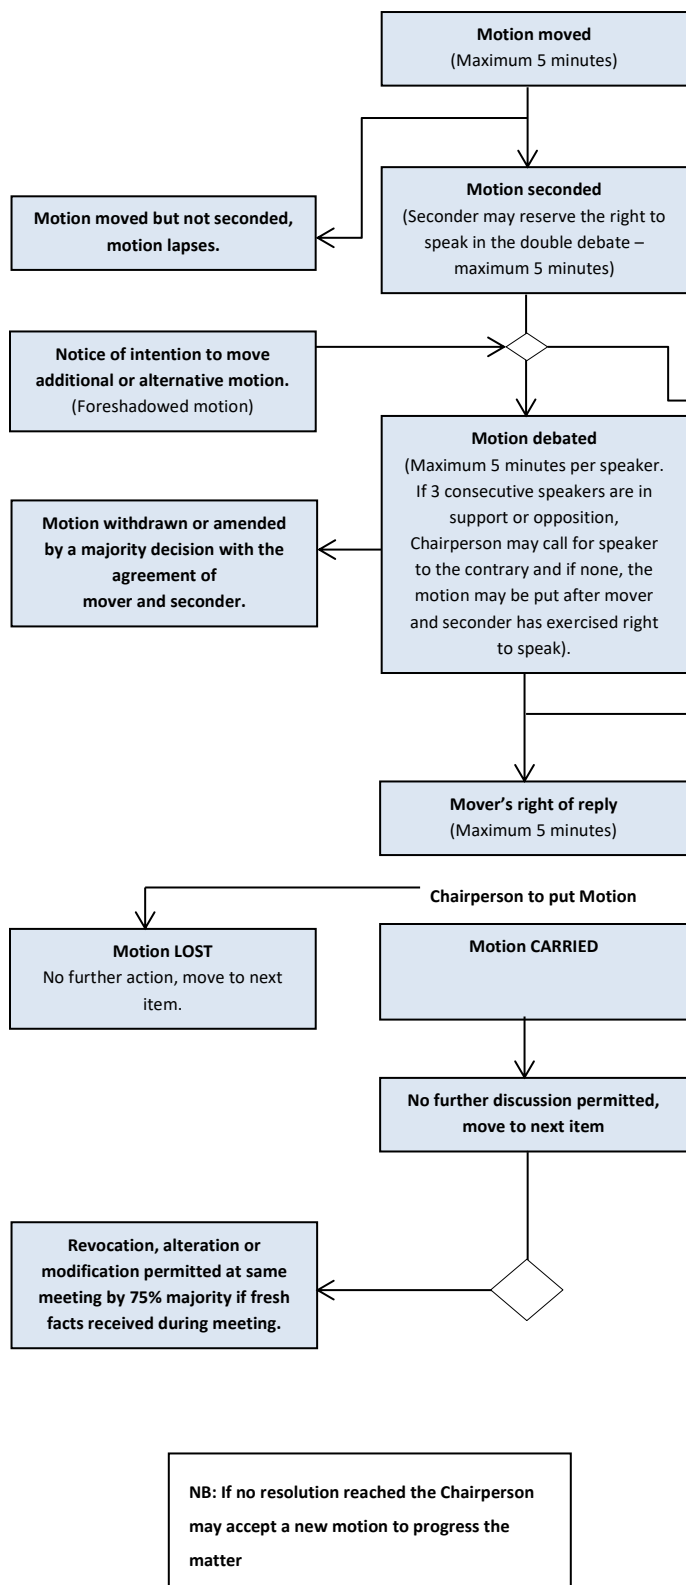 Motion moved
(Maximum 5 minutes)
Motion seconded
(Seconder may reserve the right to
speak in the double debate –
maximum 5 minutes)
Motion moved but not seconded,
motion lapses.
Notice of intention to move
additional or alternative motion.
(Foreshadowed motion)
Motion debated
(Maximum 5 minutes per speaker.
If 3 consecutive speakers are in
support or opposition,
Chairperson may call for speaker
to the contrary and if none, the
motion may be put after mover
and seconder has exercised right
to speak).
Motion withdrawn or amended
by a majority decision with the
agreement of
mover and seconder.
Mover’s right of reply
(Maximum 5 minutes)
Chairperson to put Motion
Motion LOST
No further action, move to next
item.
Motion CARRIED
No further discussion permitted,
move to next item
Revocation, alteration or
modification permitted at same
meeting by 75% majority if fresh
facts received during meeting.
NB: If no resolution reached the Chairperson
may accept a new motion to progress the
matter